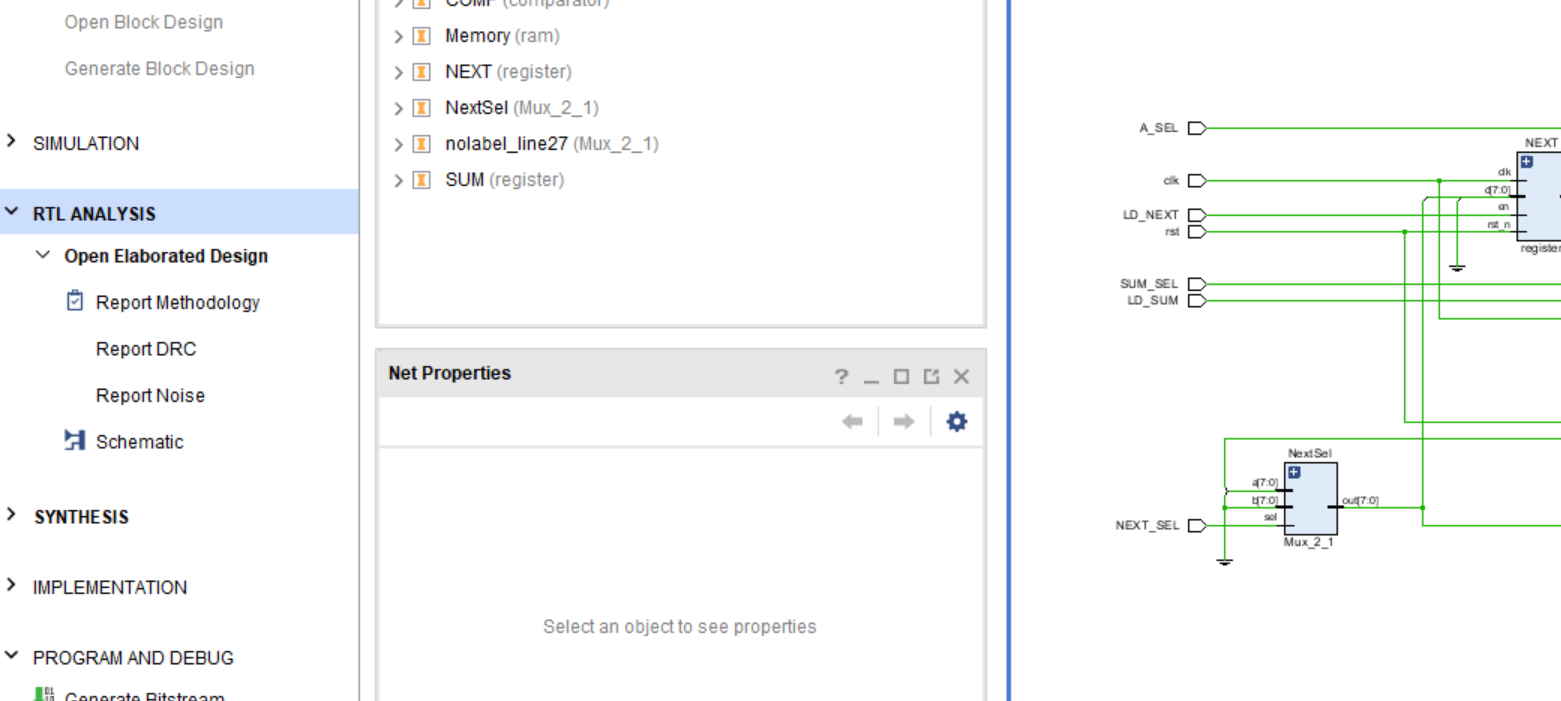 Open Block Design
Generate Block Design
SIMULATION
RTL ANALYSIS
Open Elaborated Design
Report Methodology
Report DRC
Report Noise
Schematic
SYNTHESIS
IMPLEMENTATION
PROGRAM AND DEBUG
Generate Bitstream
COMP (comparator)
Memory (ram)
NEXT (register)
NextSel (Mux_2_1)
nolabel_line27 (Mux_2_1)
SUM (register)
Net Properties
Select an object to see properties
A_SEL
clk
LD_NEXT
rst
SUM_SEL
LD_SUM
NEXT
clk
d[7:0]
en
rst_n
register
NextSel
a[7:0]
b[7:0]
sel
out[7:0]
NEXT_SEL
Mux_2_1